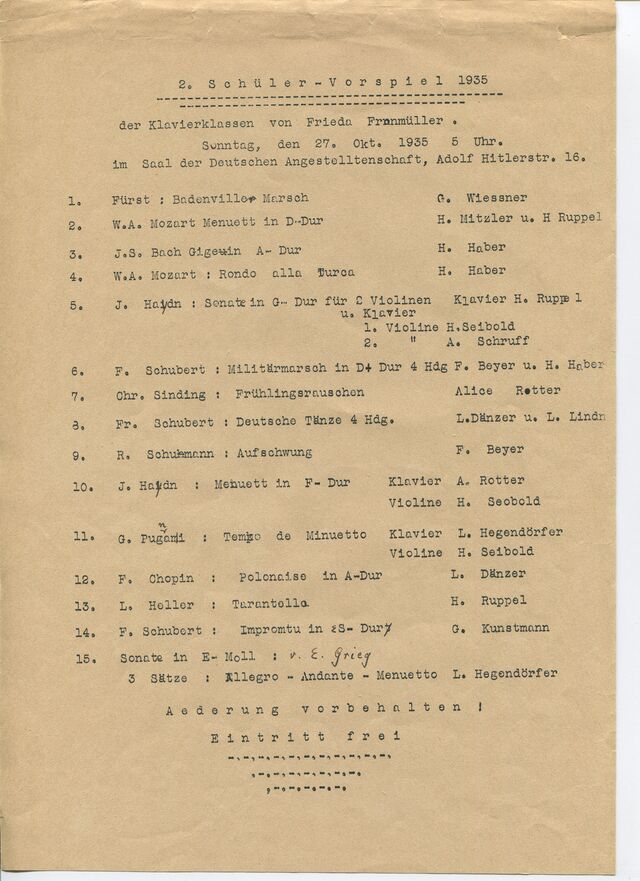 2. Schüler-Vorspiel 1935
der Klavierklassen von Frieda Frnnmüller .
Sonntag, den 27. Okt. 1935 5 Uhr.
im Saal der Deutschen Angestelltenschaft, Adolf Hitlerstr. 16.
1. Fürst : Badenviller Marsch G. Wiessner
2. W.A. Mozart Menuett in D-Dur H. Mitzler u. H Ruppel
3. J.S. Bach Gigeuin A- Dur H. Haber
4. W.A. Mozart : Rondo alla Turca H. Haber
5. J. Haydn : Sonate in G- Dur für 2 Violinen Klavier H. Ruppel
u. Klavier
1. Violine H.Seibold
2. " A. Schruff
6. F. Schubert : Militärmarsch in D+ Dur 4 Hdg F. Beyer u. H. Haber
7. Chr. Sinding : Frühlingsrauschen Alice Rotter
8. Fr. Schubert : Deutsche Tänze 4 Hdg. L.Dänzer u. L. Lindn
9. R. Schuhmann : Aufschwung F. Beyer
10. J. Haydn : Menuett in F- Dur Klavier A. Rotter
Violine H. Seobold
11. G. Pugnani : Tempo de Minuetto Klavier L. Hegendörfer
Violine H. Seibold
12. F. Chopin : Polonaise in A-Dur L. Dänzer
13. L. Heller : Tarantella H. Ruppel
14. F. Schubert : Impromtu in ES- Dur G. Kunstmann
15. Sonate in E- Moll : v. E. Grieg
3 Sätze : Allegro - Andante - Menuetto L. Hegendörfer
Aederung vorbehalten !
Eintritt frei